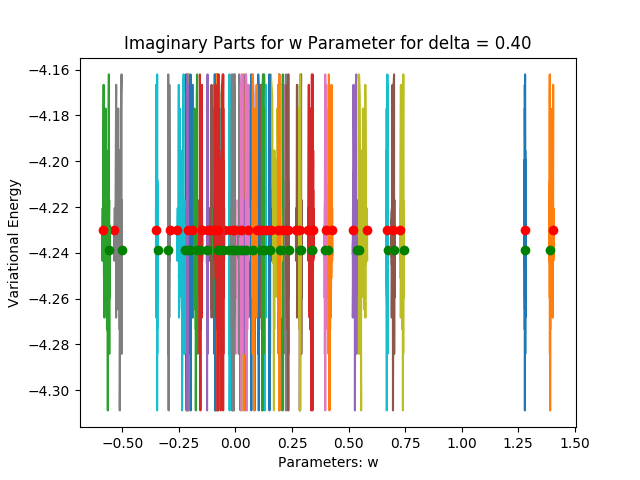 Imaginary Parts for w Parameter for delta = 0.40
−4.16
−4.18
−4.20
−4.22
−4.24
−4.26
−4.28
−4.30
Variational Energy
−0.50 −0.25 0.00 0.25 0.50 0.75 1.00 1.25 1.50
Parameters: w